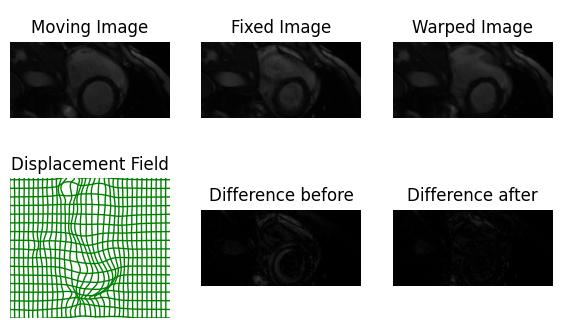 Moving Image
Fixed Image
Warped Image
Displacement Field
Difference before
Difference after